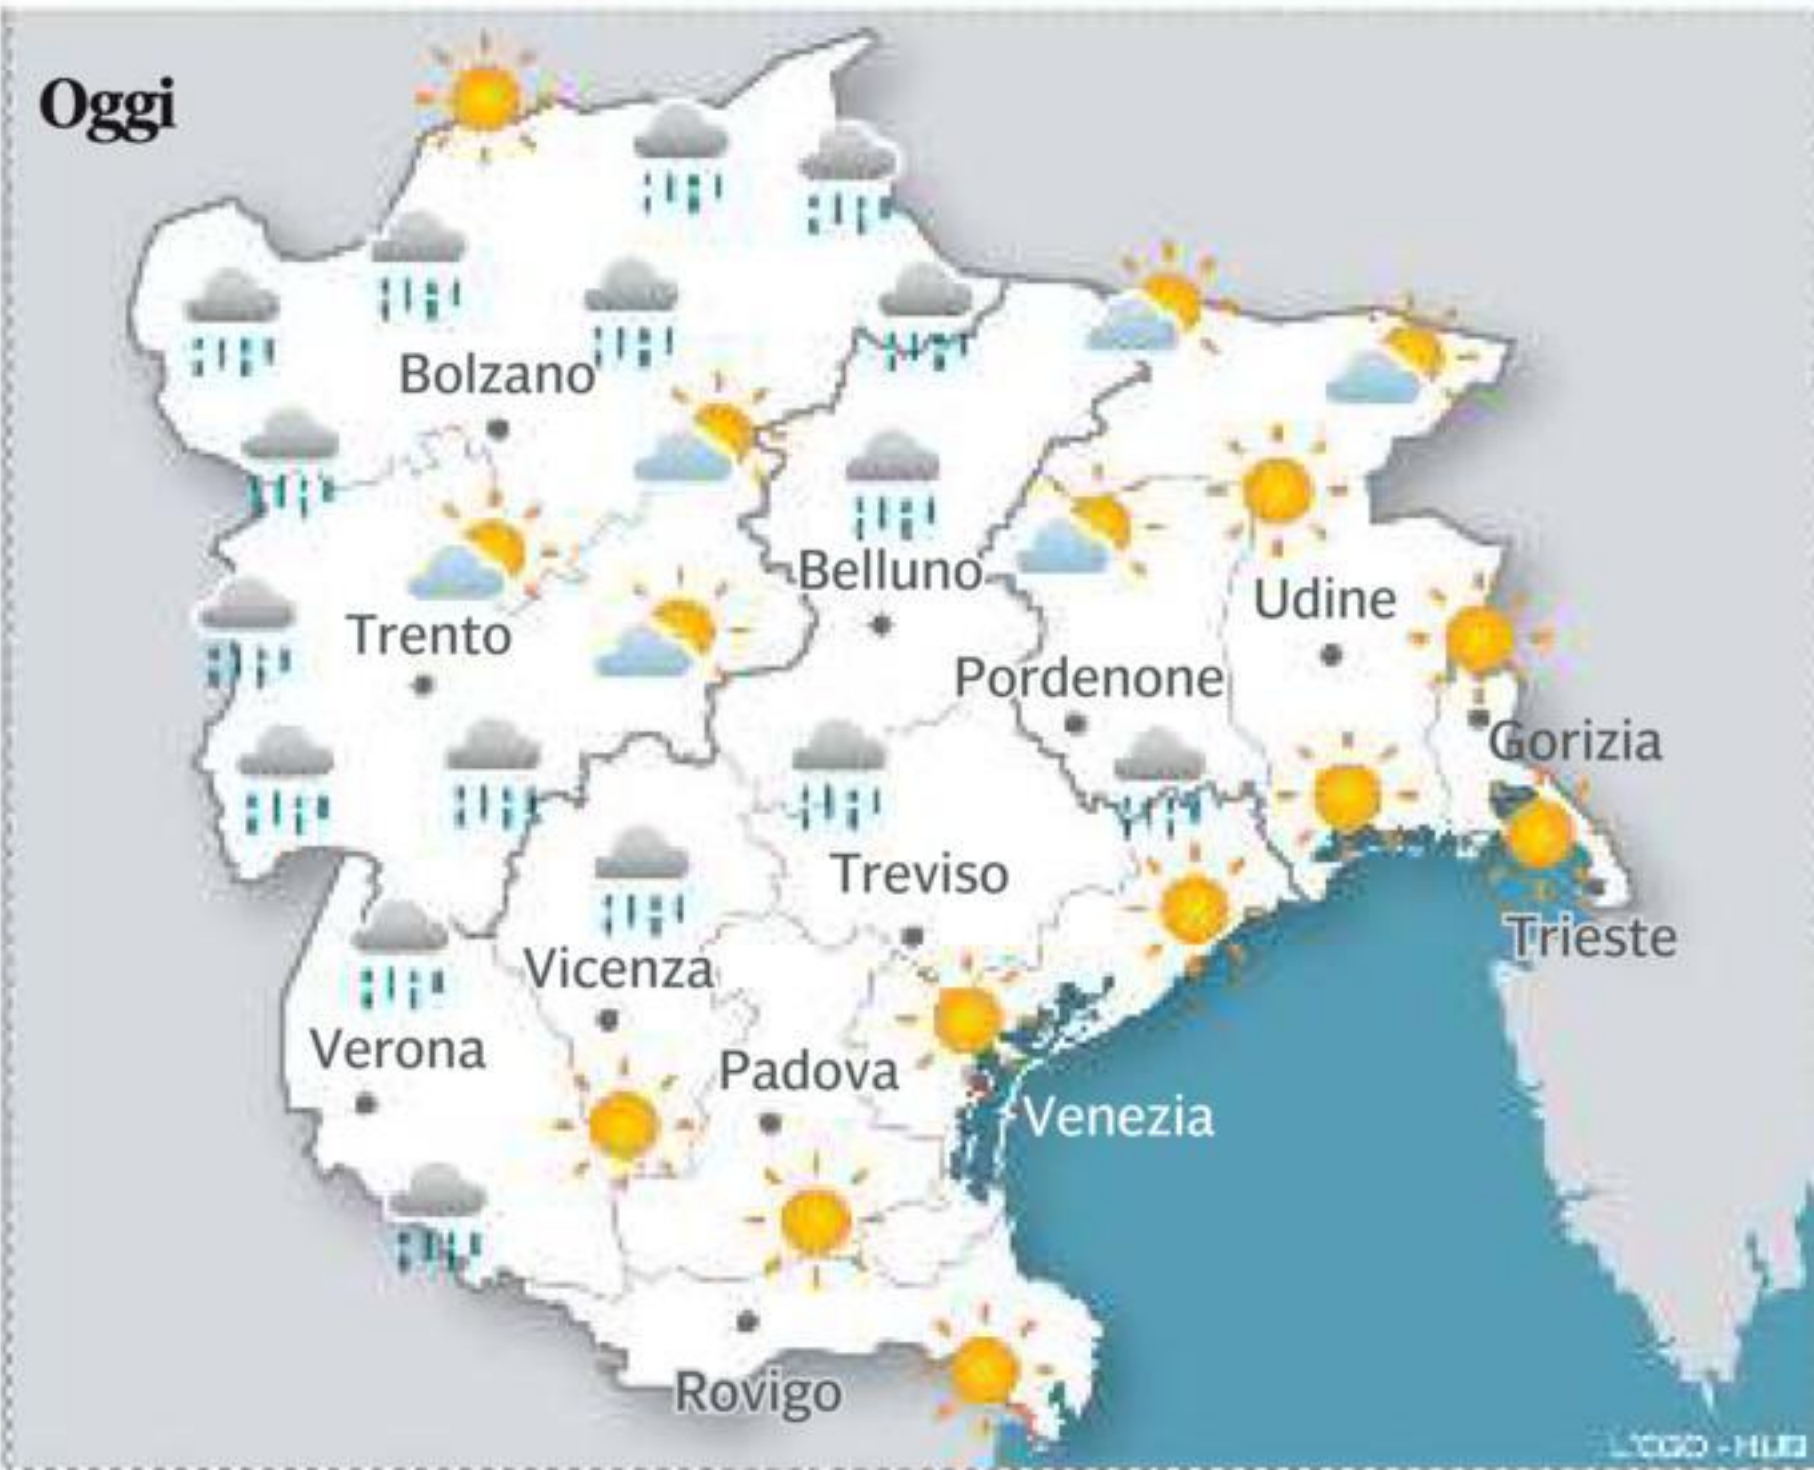 Oggi
Bolzano
Belluno
Udine
Trento
Pordenone
Gorizia
Treviso
Trieste
Vicenza
Verona
Padova
Venezia
Rovigo